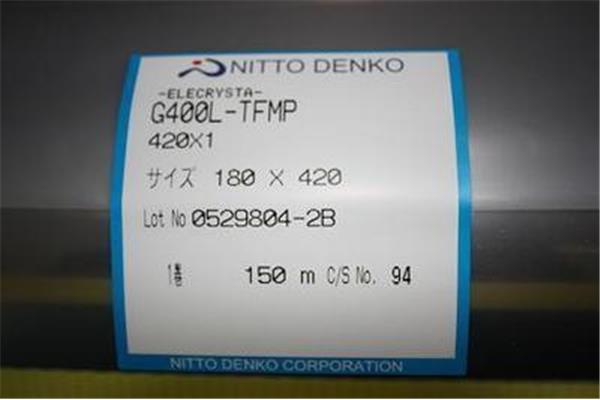 NITTO DENKO
-ELECRYSTA-
G400L-TFMP
420X1
サイズ 180 X 420
Lot No 0529804-2B
1巻 150 m C/S No. 94
NITTO DENKO CORPORATION